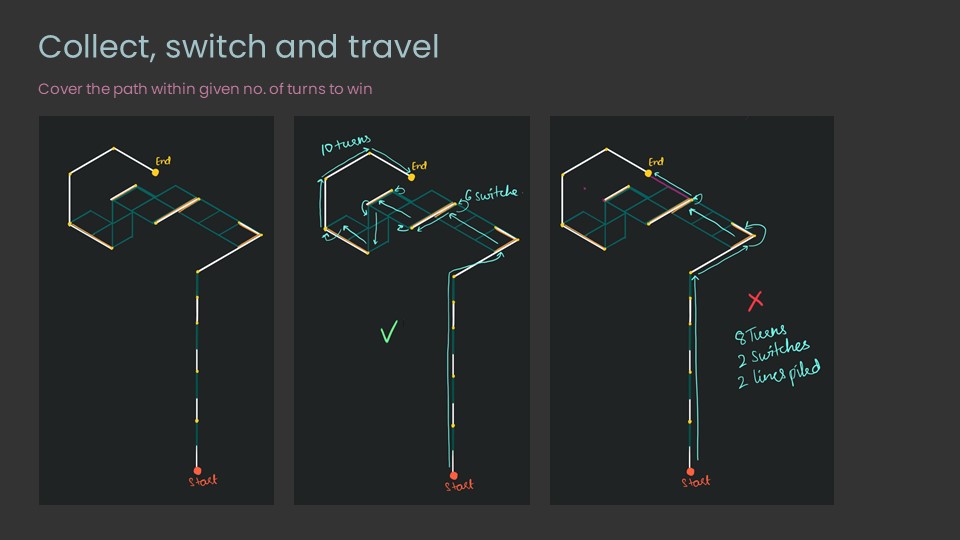 Collect, switch and travel
Cover the path within given no. of turns to win
End
Start
10 turns
End
6 switche
Start
End
8 Turns
2 Switches
2 lines piled
Start